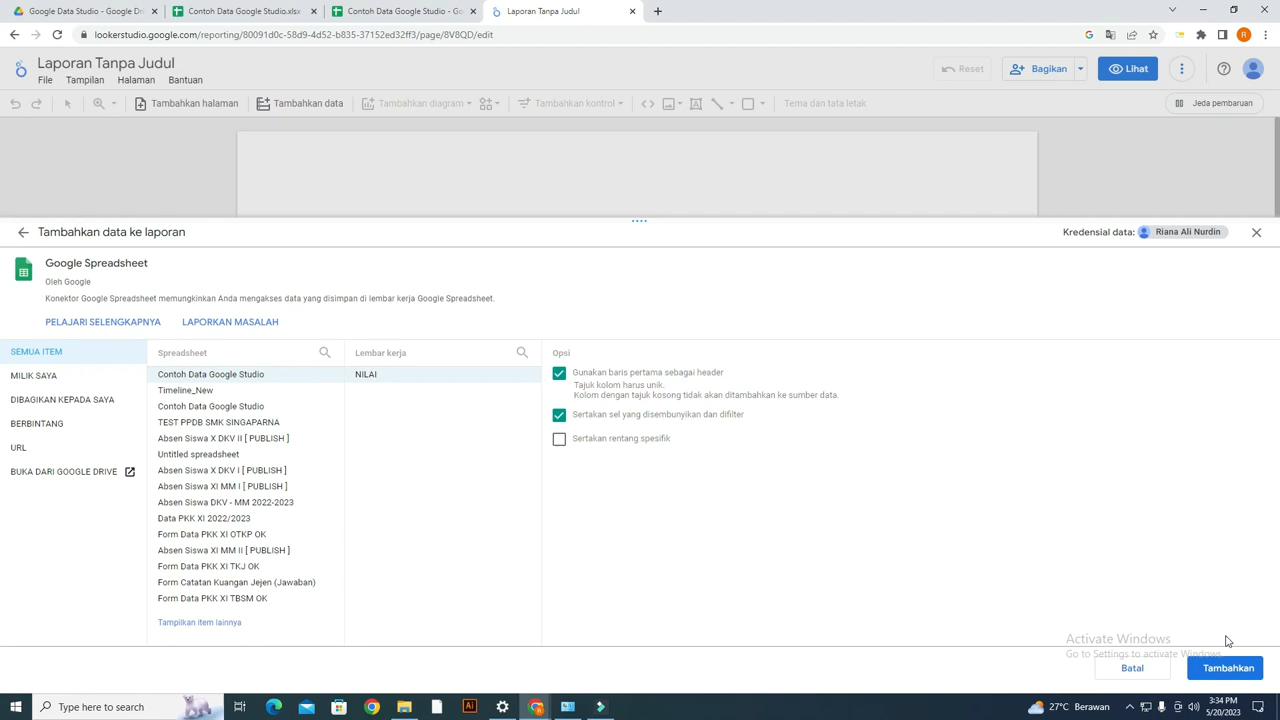 Google Data Studio - Google Dri
Contoh Data Google Studio.xlsx
Contoh Data Google Studio - Goo
Laporan Tanpa Judul
lookerstudio.google.com/reporting/80091d0c-58d9-4d52-b835-37152ed32ff3/page/8V8QD/edit
R
Laporan Tanpa Judul
File Tampilan Halaman Bantuan
Reset
Bagikan
Lihat
Tambahkan halaman
Tambahkan data
Tambahkan diagram
Tambahkan kontrol
Tema dan tata letak
Jeda pembaruan
Tambahkan data ke laporan
Kredensial data: Riana Ali Nurdin
Google Spreadsheet
Oleh Google
Konektor Google Spreadsheet memungkinkan Anda mengakses data yang disimpan di lembar kerja Google Spreadsheet.
PELAJARI SELENGKAPNYA
LAPORKAN MASALAH
SEMUA ITEM
MILIK SAYA
DIBAGIKAN KEPADA SAYA
BERBINTANG
URL
BUKA DARI GOOGLE DRIVE
Spreadsheet
Contoh Data Google Studio
Timeline_New
Contoh Data Google Studio
TEST PPDB SMK SINGAPARNA
Absen Siswa X DKV II [ PUBLISH ]
Untitled spreadsheet
Absen Siswa X DKV I [ PUBLISH ]
Absen Siswa XI MM I [ PUBLISH ]
Absen Siswa DKV - MM 2022-2023
Data PKK XI 2022/2023
Form Data PKK XI OTKP OK
Absen Siswa XI MM II [ PUBLISH ]
Form Data PKK XI TKJ OK
Form Catatan Kuangan Jejen (Jawaban)
Form Data PKK XI TBSM OK
Tampilkan item lainnya
Lembar kerja
NILAI
Opsi
Gunakan baris pertama sebagai header
Tajuk kolom harus unik.
Kolom dengan tajuk kosong tidak akan ditambahkan ke sumber data.
Sertakan sel yang disembunyikan dan difilter
Sertakan rentang spesifik
Activate Windows
Go to Settings to activate Windows.
Batal
Tambahkan
Type here to search
Ai
27°C Berawan
3:34 PM
5/20/2023